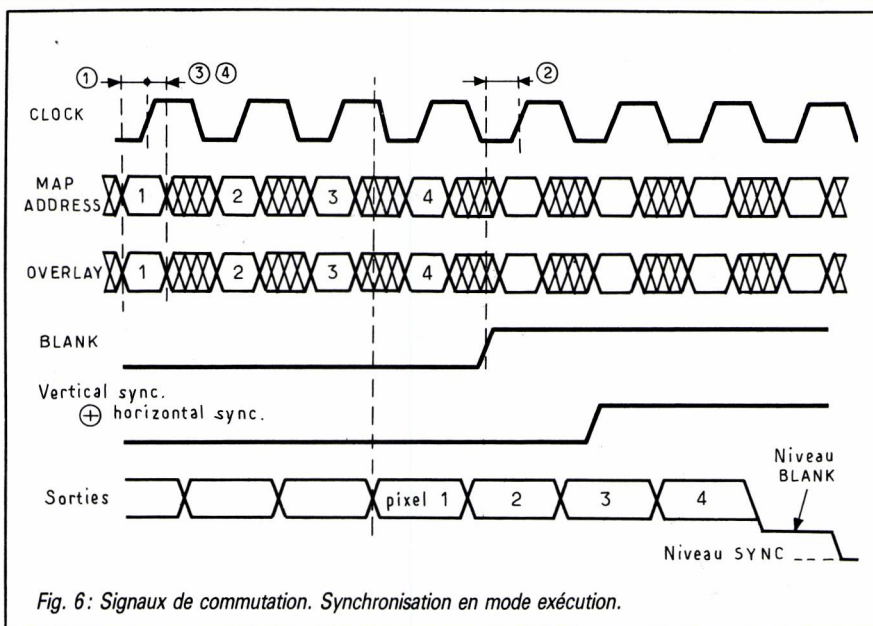 ① ③ ④ ②
CLOCK
MAP ADDRESS 1 2 3 4
OVERLAY 1 2 3 4
BLANK
Vertical sync.
⊕ horizontal sync.
Niveau
BLANK
Sorties pixel 1 2 3 4
Niveau SYNC
Fig. 6: Signaux de commutation. Synchronisation en mode exécution.